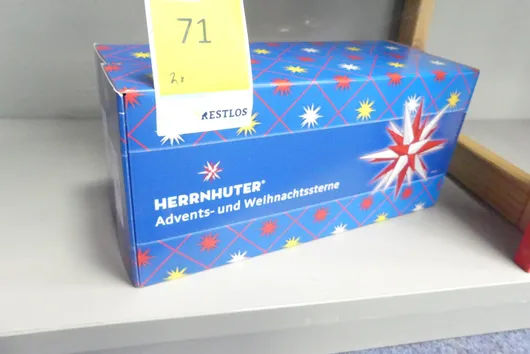 71
2x
RESTLOS
HERRNHUTER®
Advents- und Weihnachtssterne